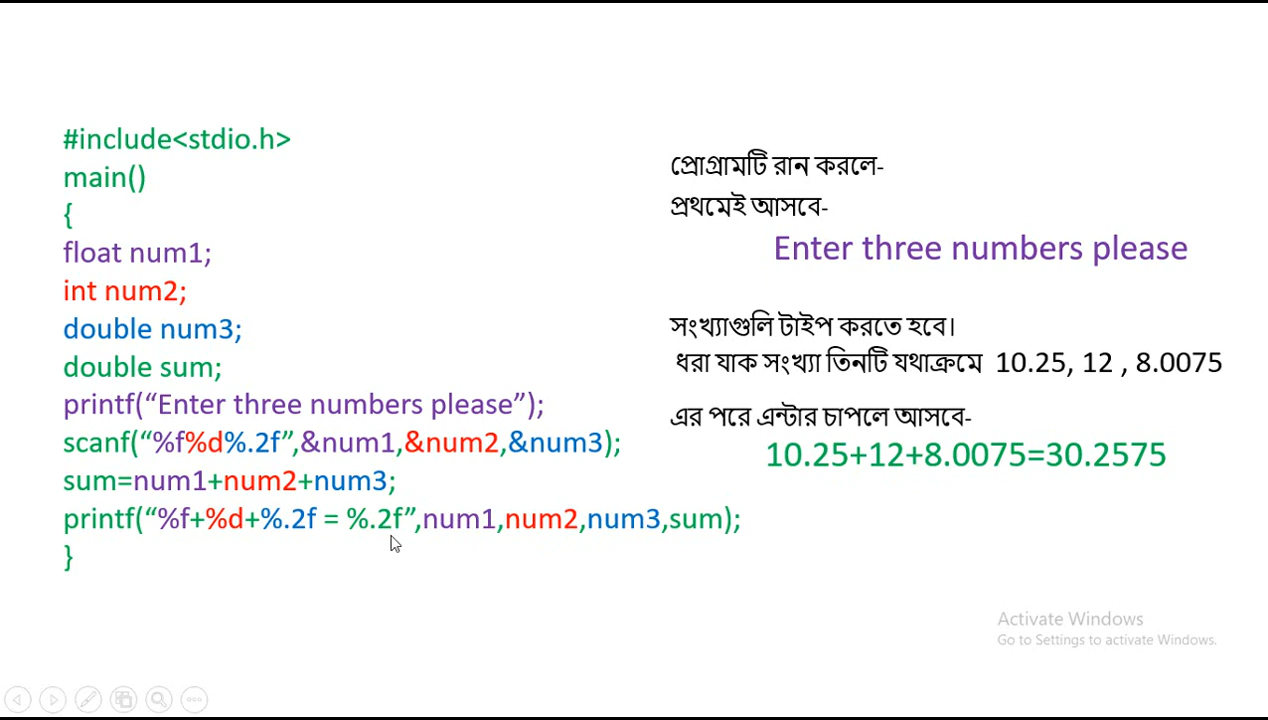 #include<stdio.h>
main()
{
float num1;
int num2;
double num3;
double sum;
printf(“Enter three numbers please”);
scanf(“%f%d%.2f”,&num1,&num2,&num3);
sum=num1+num2+num3;
printf(“%f+%d+%.2f = %.2f”,num1,num2,num3,sum);
}
প্রোগ্রামটি রান করলে-
প্রথমেই আসবে-
Enter three numbers please
সংখ্যাগুলি টাইপ করতে হবে।
ধরা যাক সংখ্যা তিনটি যথাক্রমে 10.25, 12 , 8.0075
এর পরে এন্টার চাপলে আসবে-
10.25+12+8.0075=30.2575
Activate Windows
Go to Settings to activate Windows.